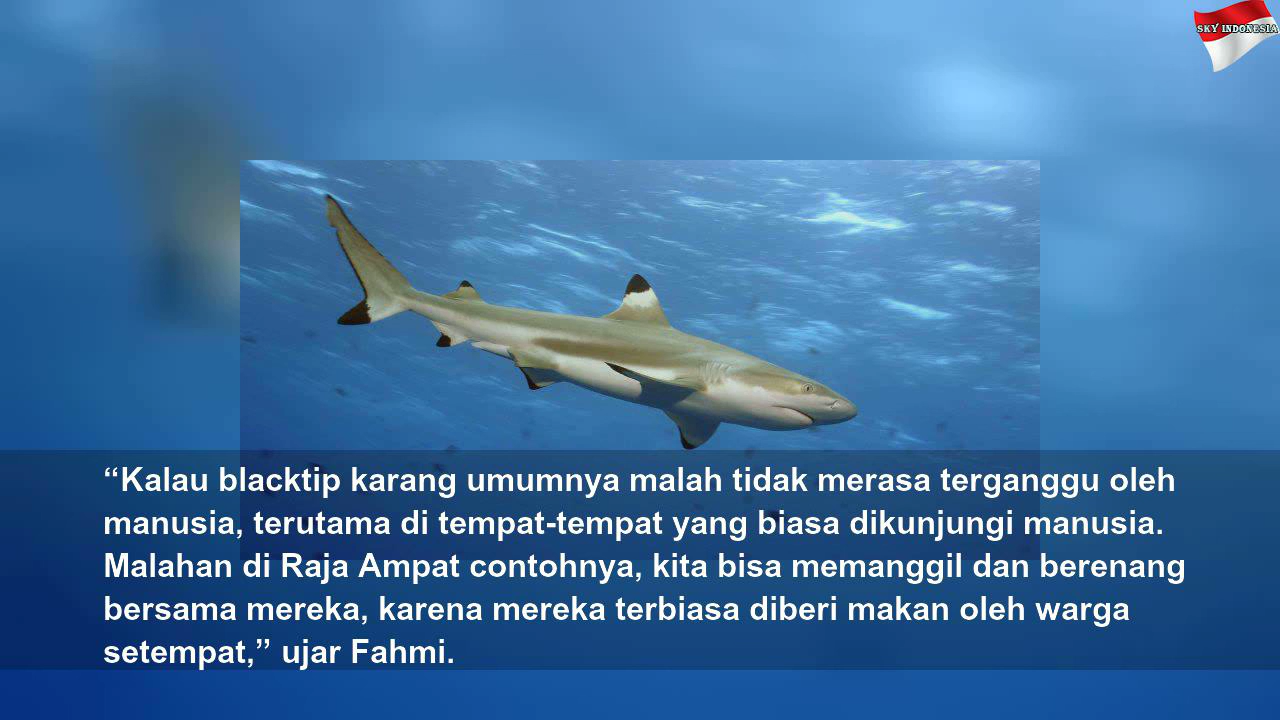 SKY INDONESIA
“Kalau blacktip karang umumnya malah tidak merasa terganggu oleh
manusia, terutama di tempat-tempat yang biasa dikunjungi manusia.
Malahan di Raja Ampat contohnya, kita bisa memanggil dan berenang
bersama mereka, karena mereka terbiasa diberi makan oleh warga
setempat,” ujar Fahmi.